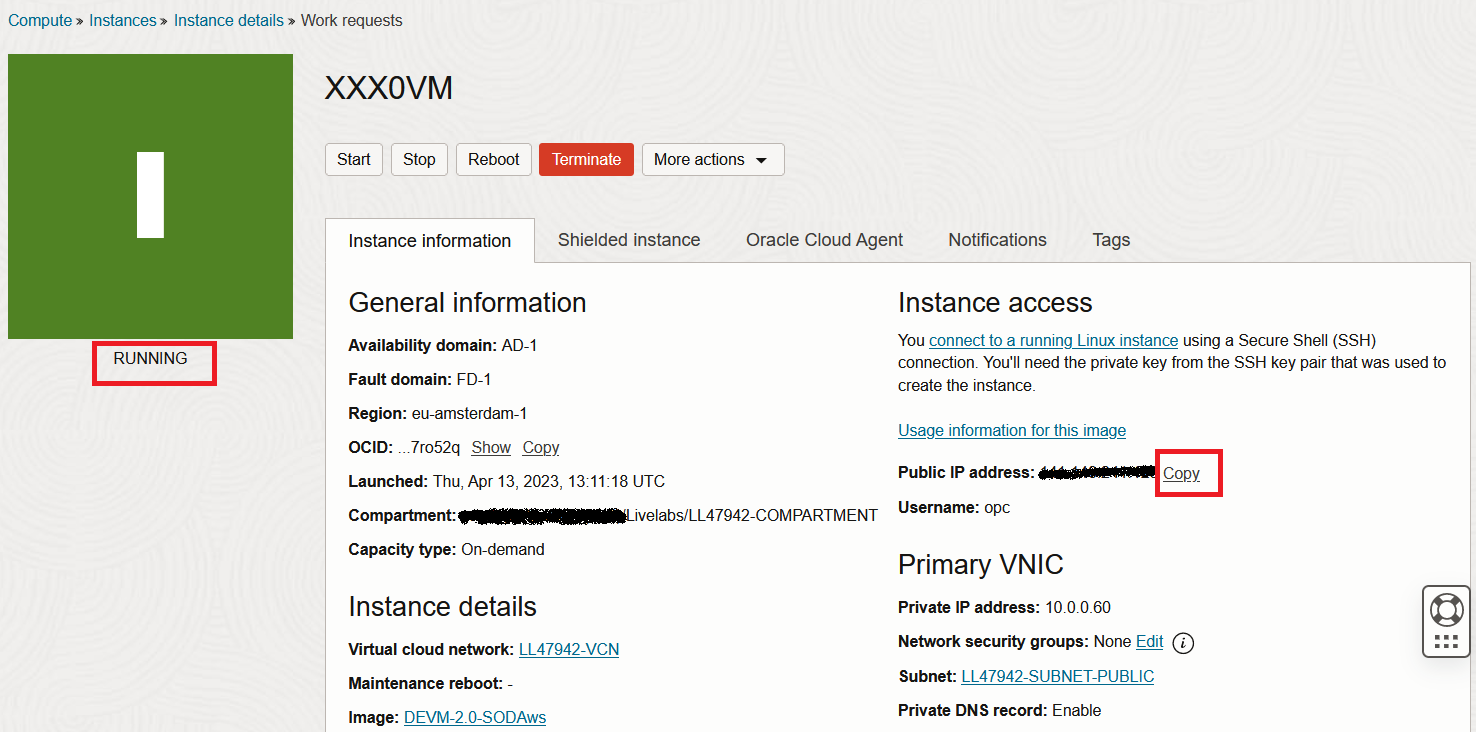 Compute » Instances » Instance details » Work requests
I
RUNNING
XXX0VM
Start Stop Reboot Terminate More actions
Instance information Shielded instance Oracle Cloud Agent Notifications Tags
General information
Availability domain: AD-1
Fault domain: FD-1
Region: eu-amsterdam-1
OCID: ...7ro52q Show Copy
Launched: Thu, Apr 13, 2023, 13:11:18 UTC
Compartment: /Livelabs/LL47942-COMPARTMENT
Capacity type: On-demand
Instance details
Virtual cloud network: LL47942-VCN
Maintenance reboot: -
Image: DEVM-2.0-SODAws
Instance access
You connect to a running Linux instance using a Secure Shell (SSH)
connection. You'll need the private key from the SSH key pair that was used to
create the instance.
Usage information for this image
Public IP address: Copy
Username: opc
Primary VNIC
Private IP address: 10.0.0.60
Network security groups: None Edit i
Subnet: LL47942-SUBNET-PUBLIC
Private DNS record: Enable